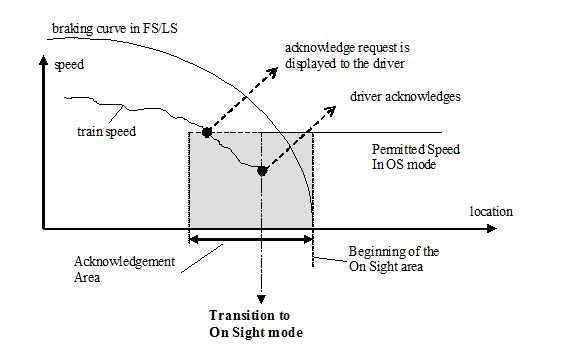 braking curve in FS/LS
acknowledge request is
displayed to the driver
speed
driver acknowledges
train speed
Permitted Speed
In OS mode
location
Acknowledgement
Area
Beginning of the
On Sight area
Transition to
On Sight mode